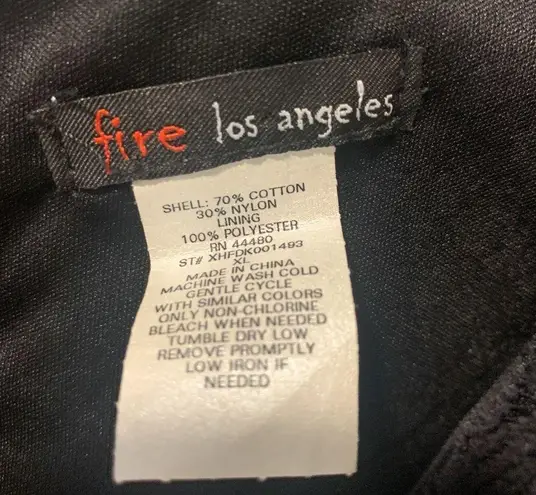 fire los angeles
SHELL: 70% COTTON
30% NYLON
LINING
100% POLYESTER
RN 44480
ST# XHFDK001493
XL
MADE IN CHINA
MACHINE WASH COLD
GENTLE CYCLE
WITH SIMILAR COLORS
ONLY NON-CHLORINE
BLEACH WHEN NEEDED
TUMBLE DRY LOW
REMOVE PROMPTLY
LOW IRON IF
NEEDED